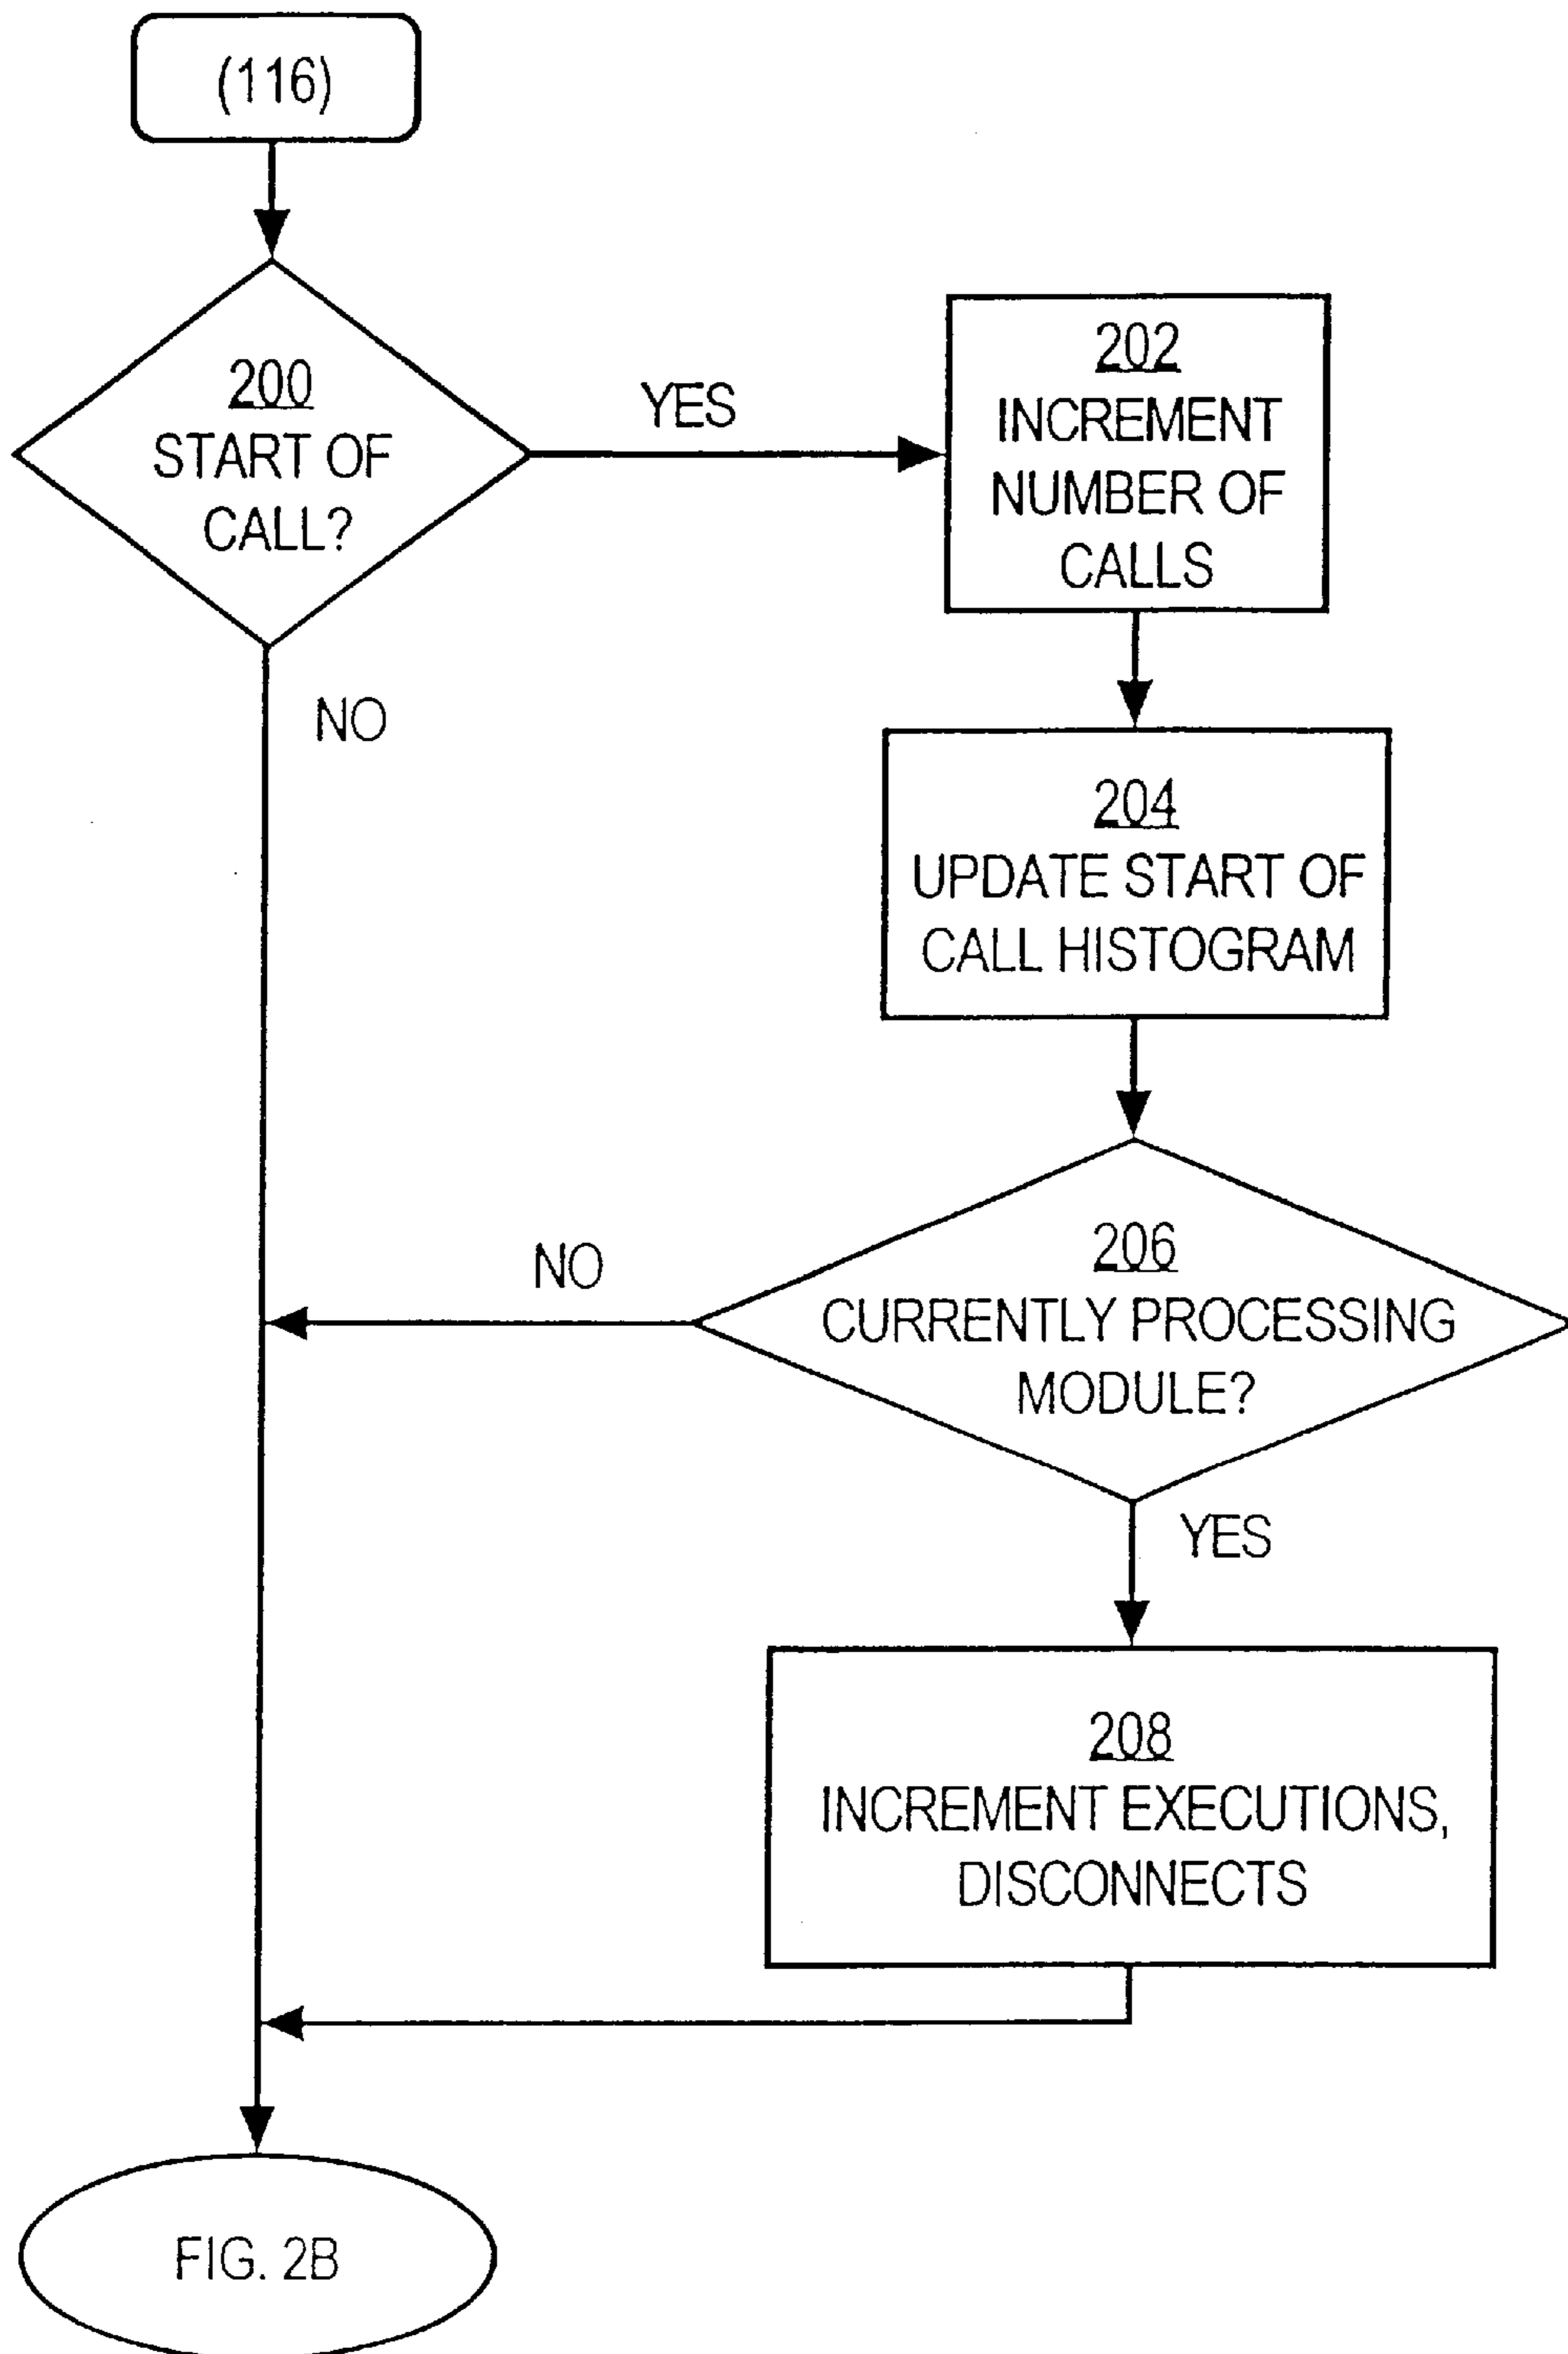 (116)
200
START OF
CALL?
YES
NO
202
INCREMENT
NUMBER OF
CALLS
204
UPDATE START OF
CALL HISTOGRAM
206
CURRENTLY PROCESSING
MODULE?
NO
YES
208
INCREMENT EXECUTIONS,
DISCONNECTS
FIG. 2B